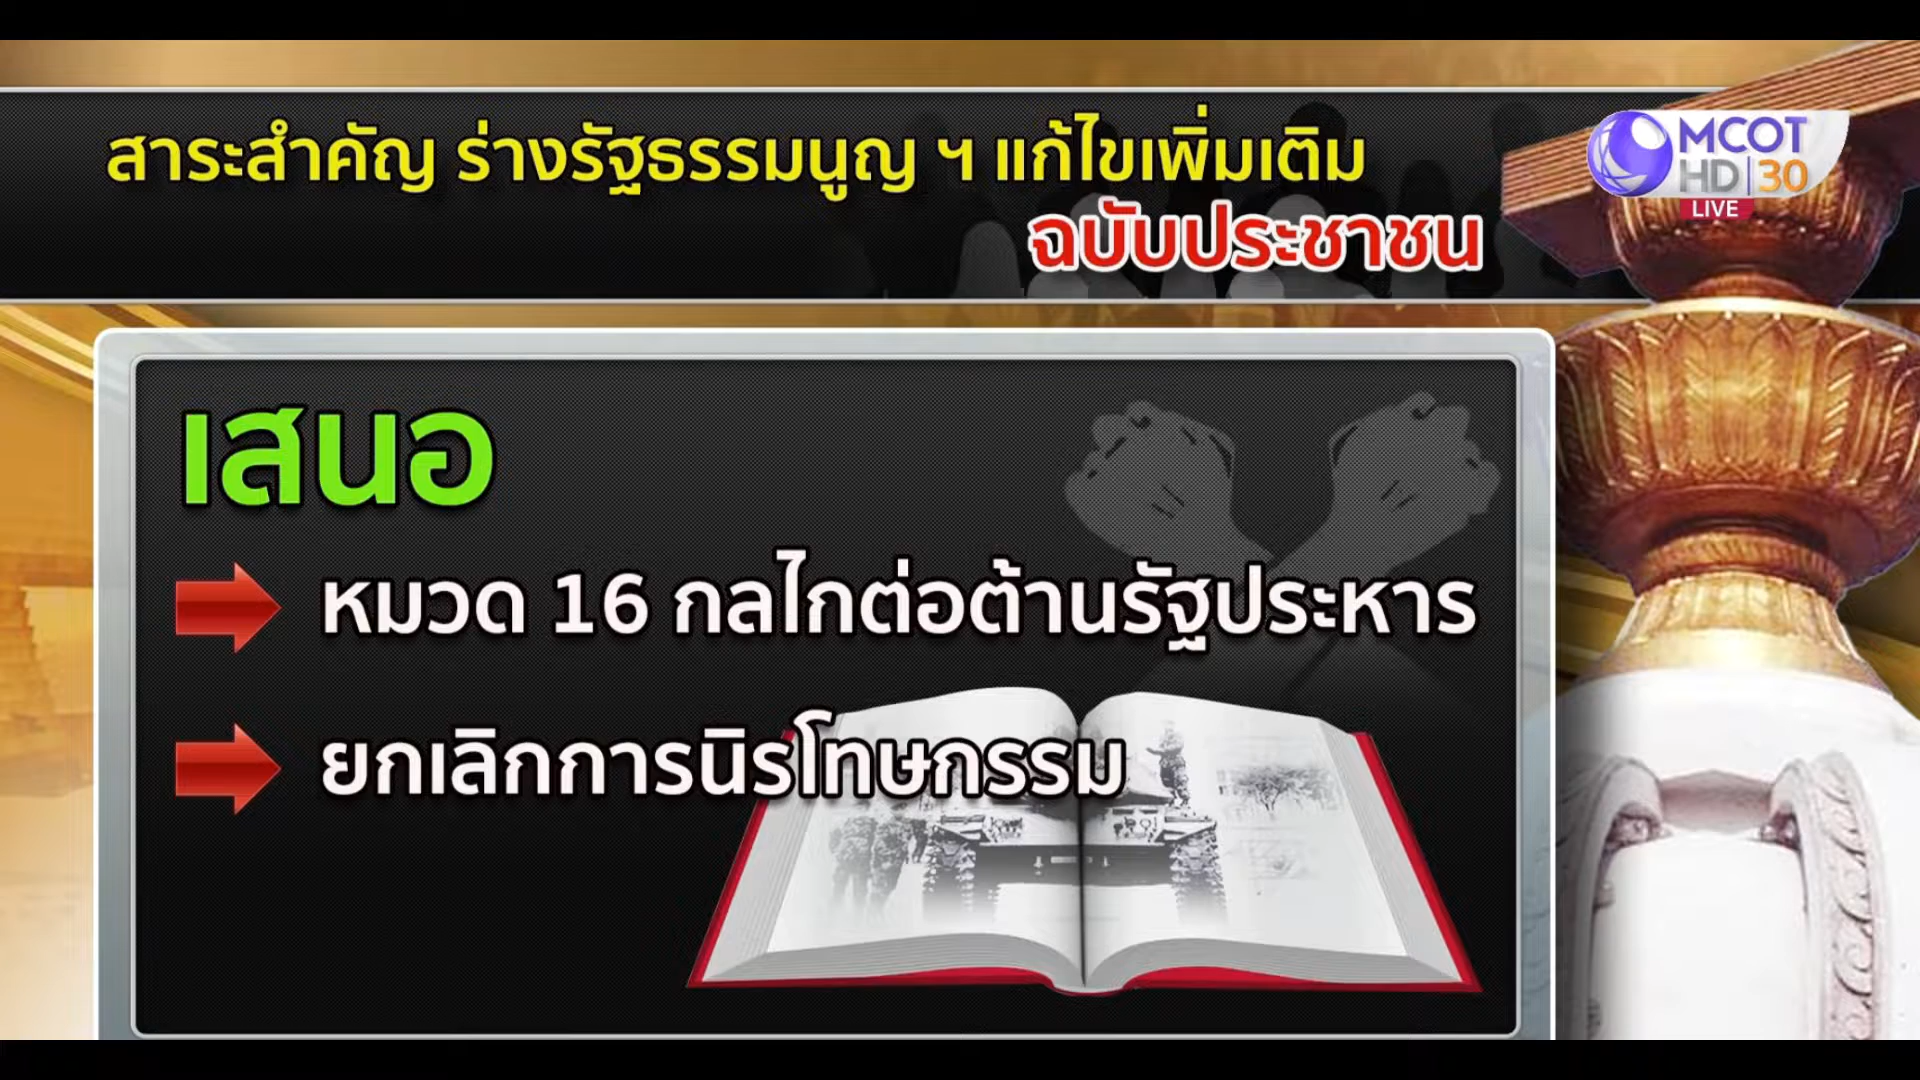 สาระสำคัญ ร่างรัฐธรรมนูญ ฯ แก้ไขเพิ่มเติม
ฉบับประชาชน
MCOT
HD 30
LIVE
เสนอ
หมวด 16 กลไกต่อต้านรัฐประหาร
ยกเลิกการนิรโทษกรรม